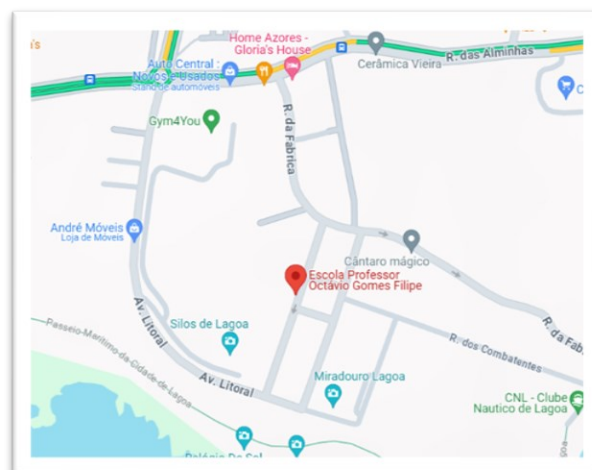 Home Azores -
Gloria's House
Auto Central :
Novos e Usados
Stand de automóveis
Cerâmica Vieira
R. das Alminhas
Gym4You
R. da Fabrica
André Móveis
Loja de Móveis
Cântaro mágico
Escola Professor
Octávio Gomes Filipe
Av. Litoral
Silos de Lagoa
Passeio Marítimo da Cidade de Lagoa
R. dos Combatentes
R. da Fab
Av. Litoral
Miradouro Lagoa
CNL - Clube
Nautico de Lagoa